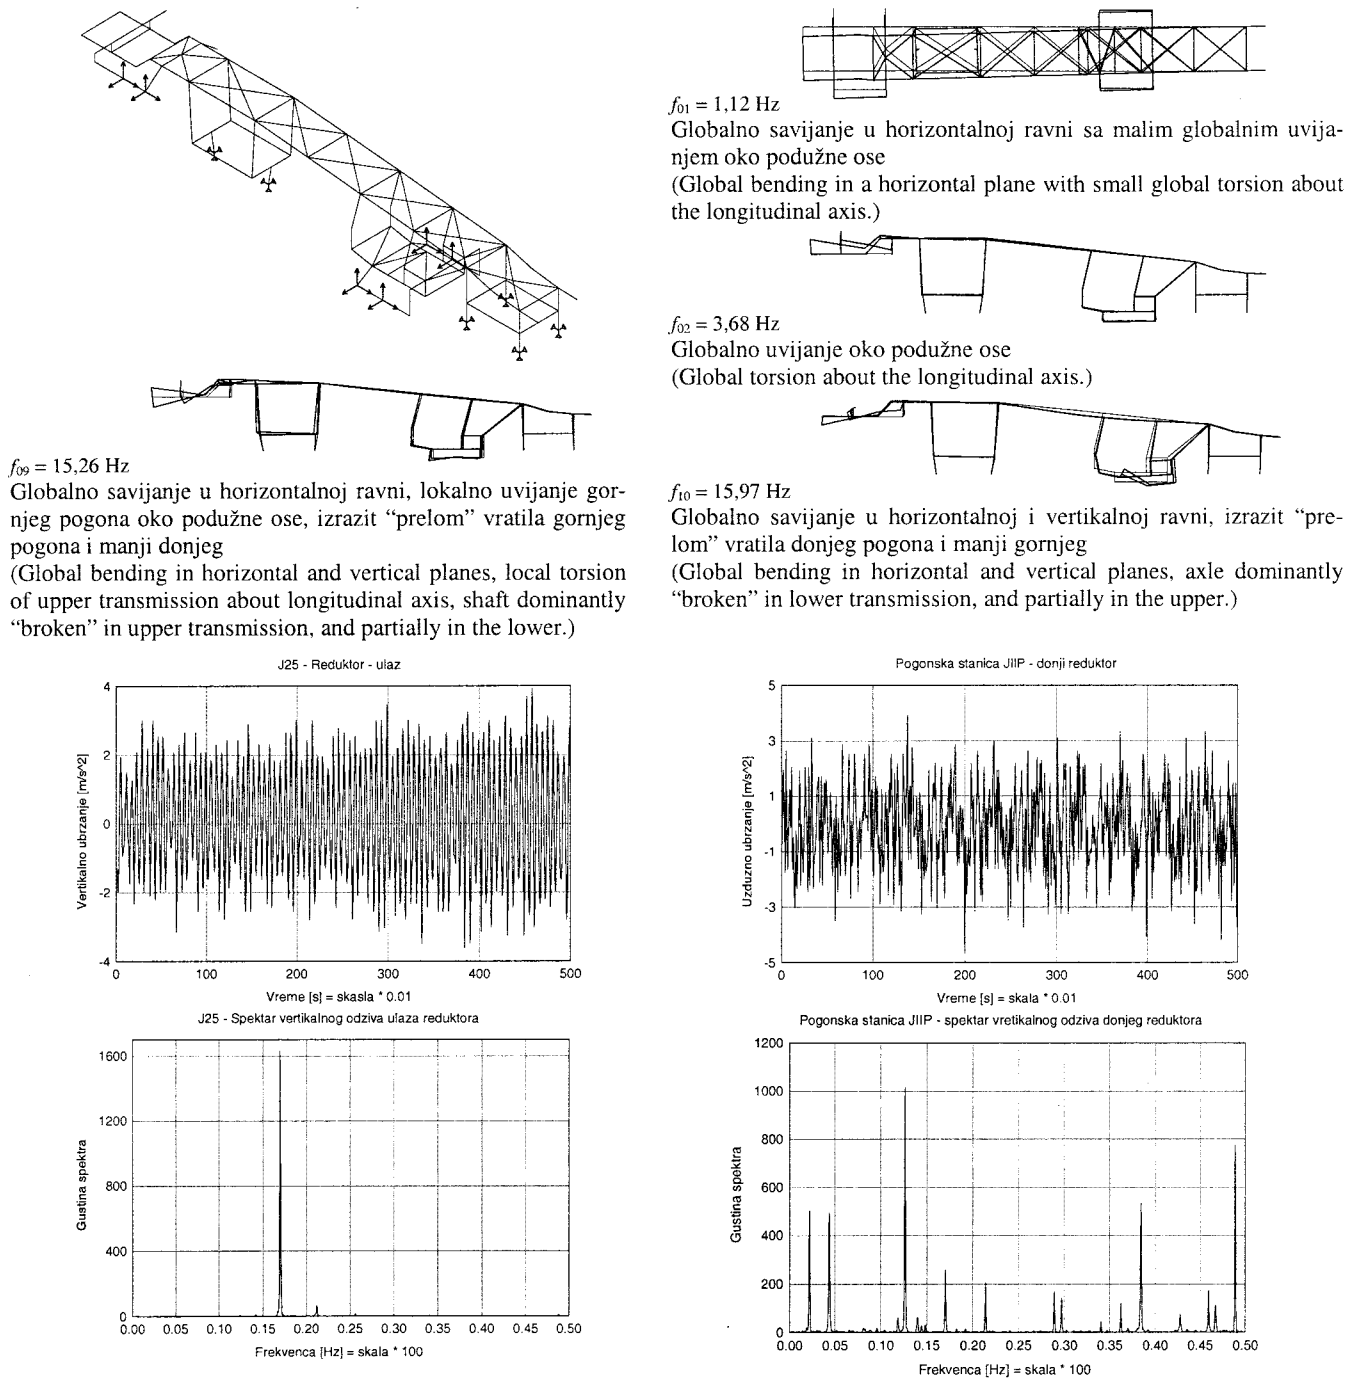 f01 = 1,12 Hz
Globalno savijanje u horizontalnoj ravni sa malim globalnim uvija-
njem oko podužne ose
(Global bending in a horizontal plane with small global torsion about
the longitudinal axis.)
f02 = 3,68 Hz
Globalno uvijanje oko podužne ose
(Global torsion about the longitudinal axis.)
f09 = 15,26 Hz
Globalno savijanje u horizontalnoj ravni, lokalno uvijanje gor-
njeg pogona oko podužne ose, izrazit “prelom” vratila gornjeg
pogona i manji donjeg
(Global bending in horizontal and vertical planes, local torsion
of upper transmission about longitudinal axis, shaft dominantly
“broken” in upper transmission, and partially in the lower.)
f10 = 15,97 Hz
Globalno savijanje u horizontalnoj i vertikalnoj ravni, izrazit “pre-
lom” vratila donjeg pogona i manji gornjeg
(Global bending in horizontal and vertical planes, axle dominantly
“broken” in lower transmission, and partially in the upper.)
J25 - Reduktor - ulaz
Vertikalno ubrzanje [m/s^2]
4
2
0
-2
-4
0 100 200 300 400 500
Vreme [s] = skasla * 0.01
Pogonska stanica JIIP - donji reduktor
Uzduzno ubrzanje [m/s^2]
5
3
1
-1
-3
-5
0 100 200 300 400 500
Vreme [s] = skala * 0.01
J25 - Spektar vertikalnog odziva ulaza reduktora
Gustina spektra
1600
1200
800
400
0
0.00 0.05 0.10 0.15 0.20 0.25 0.30 0.35 0.40 0.45 0.50
Frekvenca [Hz] = skala * 100
Pogonska stanica JIIP - spektar vretikalnog odziva donjeg reduktora
Gustina spektra
1200
1000
800
600
400
200
0
0.00 0.05 0.10 0.15 0.20 0.25 0.30 0.35 0.40 0.45 0.50
Frekvenca [Hz] = skala * 100